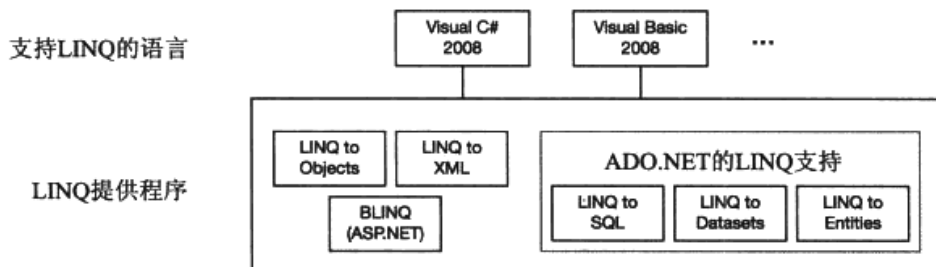 支持LINQ的语言
Visual C#
2008
Visual Basic
2008
...
LINQ提供程序
LINQ to
Objects
LINQ to
XML
BLINQ
(ASP.NET)
ADO.NET的LINQ支持
LINQ to
SQL
LINQ to
Datasets
LINQ to
Entities